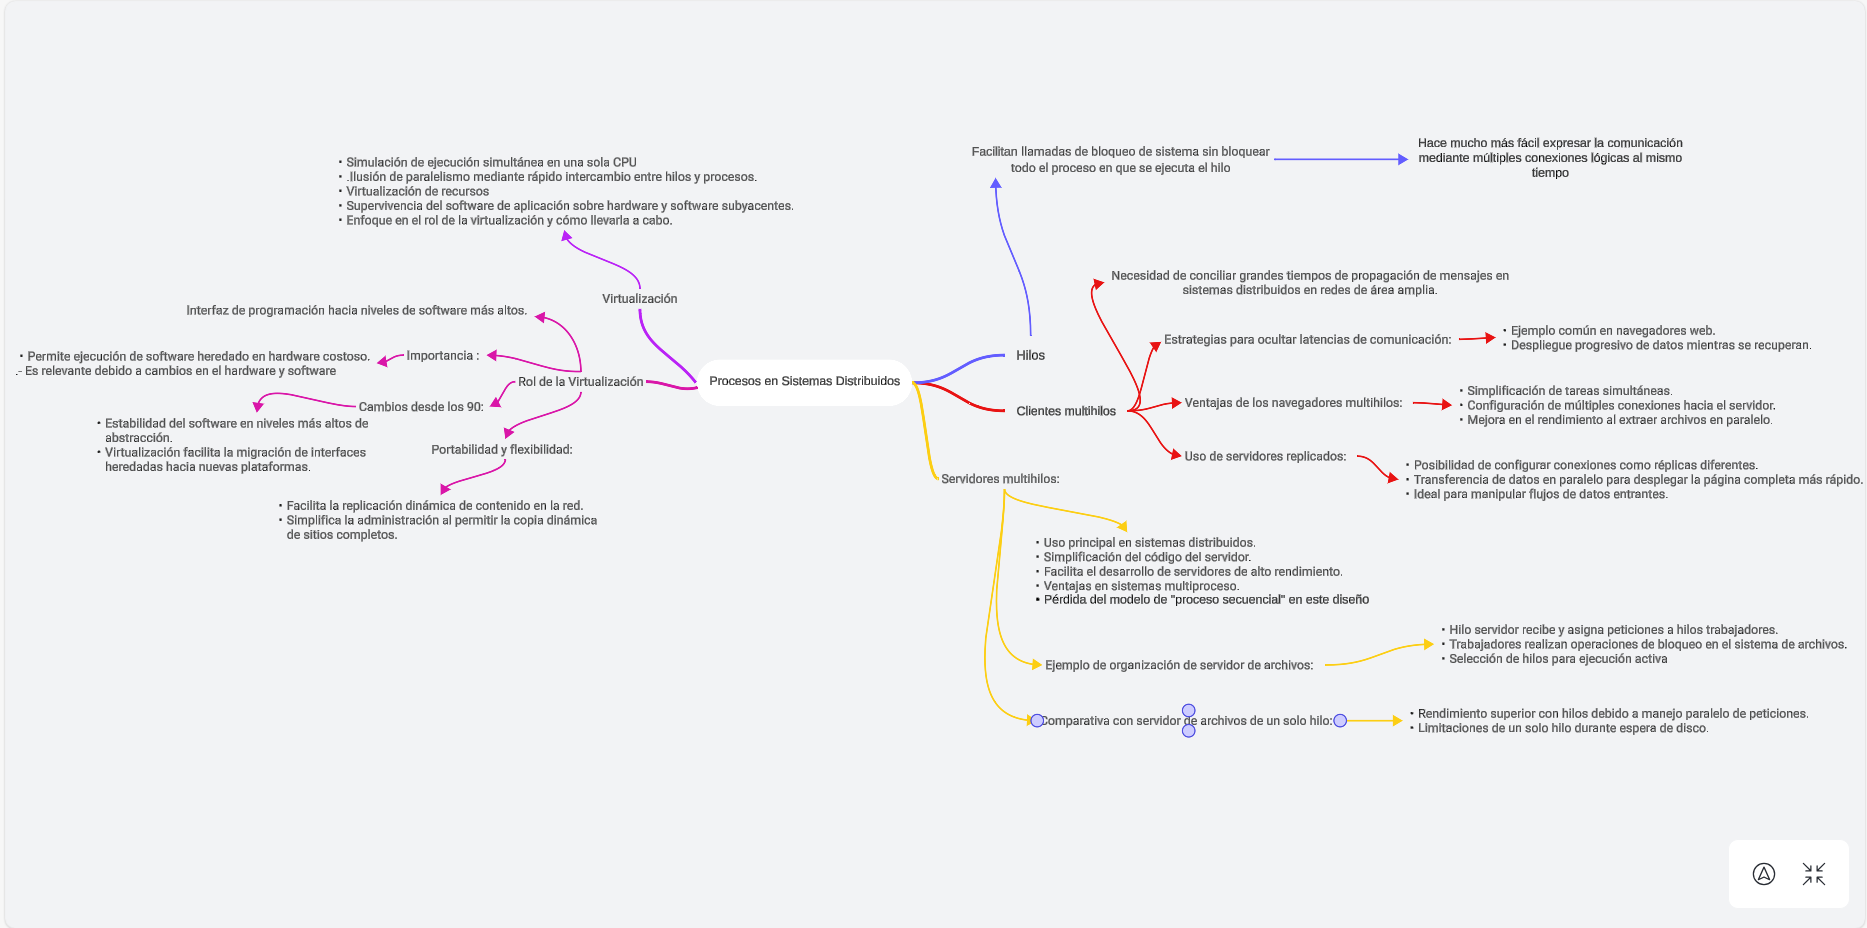 Procesos en Sistemas Distribuidos
Virtualización
• Simulación de ejecución simultánea en una sola CPU
• .Ilusión de paralelismo mediante rápido intercambio entre hilos y procesos.
• Virtualización de recursos
• Supervivencia del software de aplicación sobre hardware y software subyacentes.
• Enfoque en el rol de la virtualización y cómo llevarla a cabo.
Rol de la Virtualización
Interfaz de programación hacia niveles de software más altos.
Importancia :
• Permite ejecución de software heredado en hardware costoso.
.- Es relevante debido a cambios en el hardware y software
Cambios desde los 90:
• Estabilidad del software en niveles más altos de
abstracción.
• Virtualización facilita la migración de interfaces
heredadas hacia nuevas plataformas.
Portabilidad y flexibilidad:
• Facilita la replicación dinámica de contenido en la red.
• Simplifica la administración al permitir la copia dinámica
de sitios completos.
Hilos
Facilitan llamadas de bloqueo de sistema sin bloquear
todo el proceso en que se ejecuta el hilo
Hace mucho más fácil expresar la comunicación
mediante múltiples conexiones lógicas al mismo
tiempo
Clientes multihilos
Necesidad de conciliar grandes tiempos de propagación de mensajes en
sistemas distribuidos en redes de área amplia.
Estrategias para ocultar latencias de comunicación:
• Ejemplo común en navegadores web.
• Despliegue progresivo de datos mientras se recuperan.
Ventajas de los navegadores multihilos:
• Simplificación de tareas simultáneas.
• Configuración de múltiples conexiones hacia el servidor.
• Mejora en el rendimiento al extraer archivos en paralelo.
Uso de servidores replicados:
• Posibilidad de configurar conexiones como réplicas diferentes.
• Transferencia de datos en paralelo para desplegar la página completa más rápido.
• Ideal para manipular flujos de datos entrantes.
Servidores multihilos:
• Uso principal en sistemas distribuidos.
• Simplificación del código del servidor.
• Facilita el desarrollo de servidores de alto rendimiento.
• Ventajas en sistemas multiproceso.
• Pérdida del modelo de "proceso secuencial" en este diseño
Ejemplo de organización de servidor de archivos:
• Hilo servidor recibe y asigna peticiones a hilos trabajadores.
• Trabajadores realizan operaciones de bloqueo en el sistema de archivos.
• Selección de hilos para ejecución activa
Comparativa con servidor de archivos de un solo hilo:
• Rendimiento superior con hilos debido a manejo paralelo de peticiones.
• Limitaciones de un solo hilo durante espera de disco.